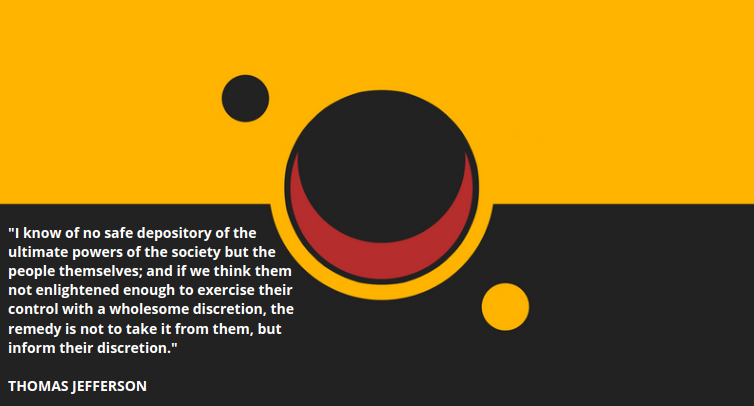 "I know of no safe depository of the
ultimate powers of the society but the
people themselves; and if we think them
not enlightened enough to exercise their
control with a wholesome discretion, the
remedy is not to take it from them, but
inform their discretion."
THOMAS JEFFERSON